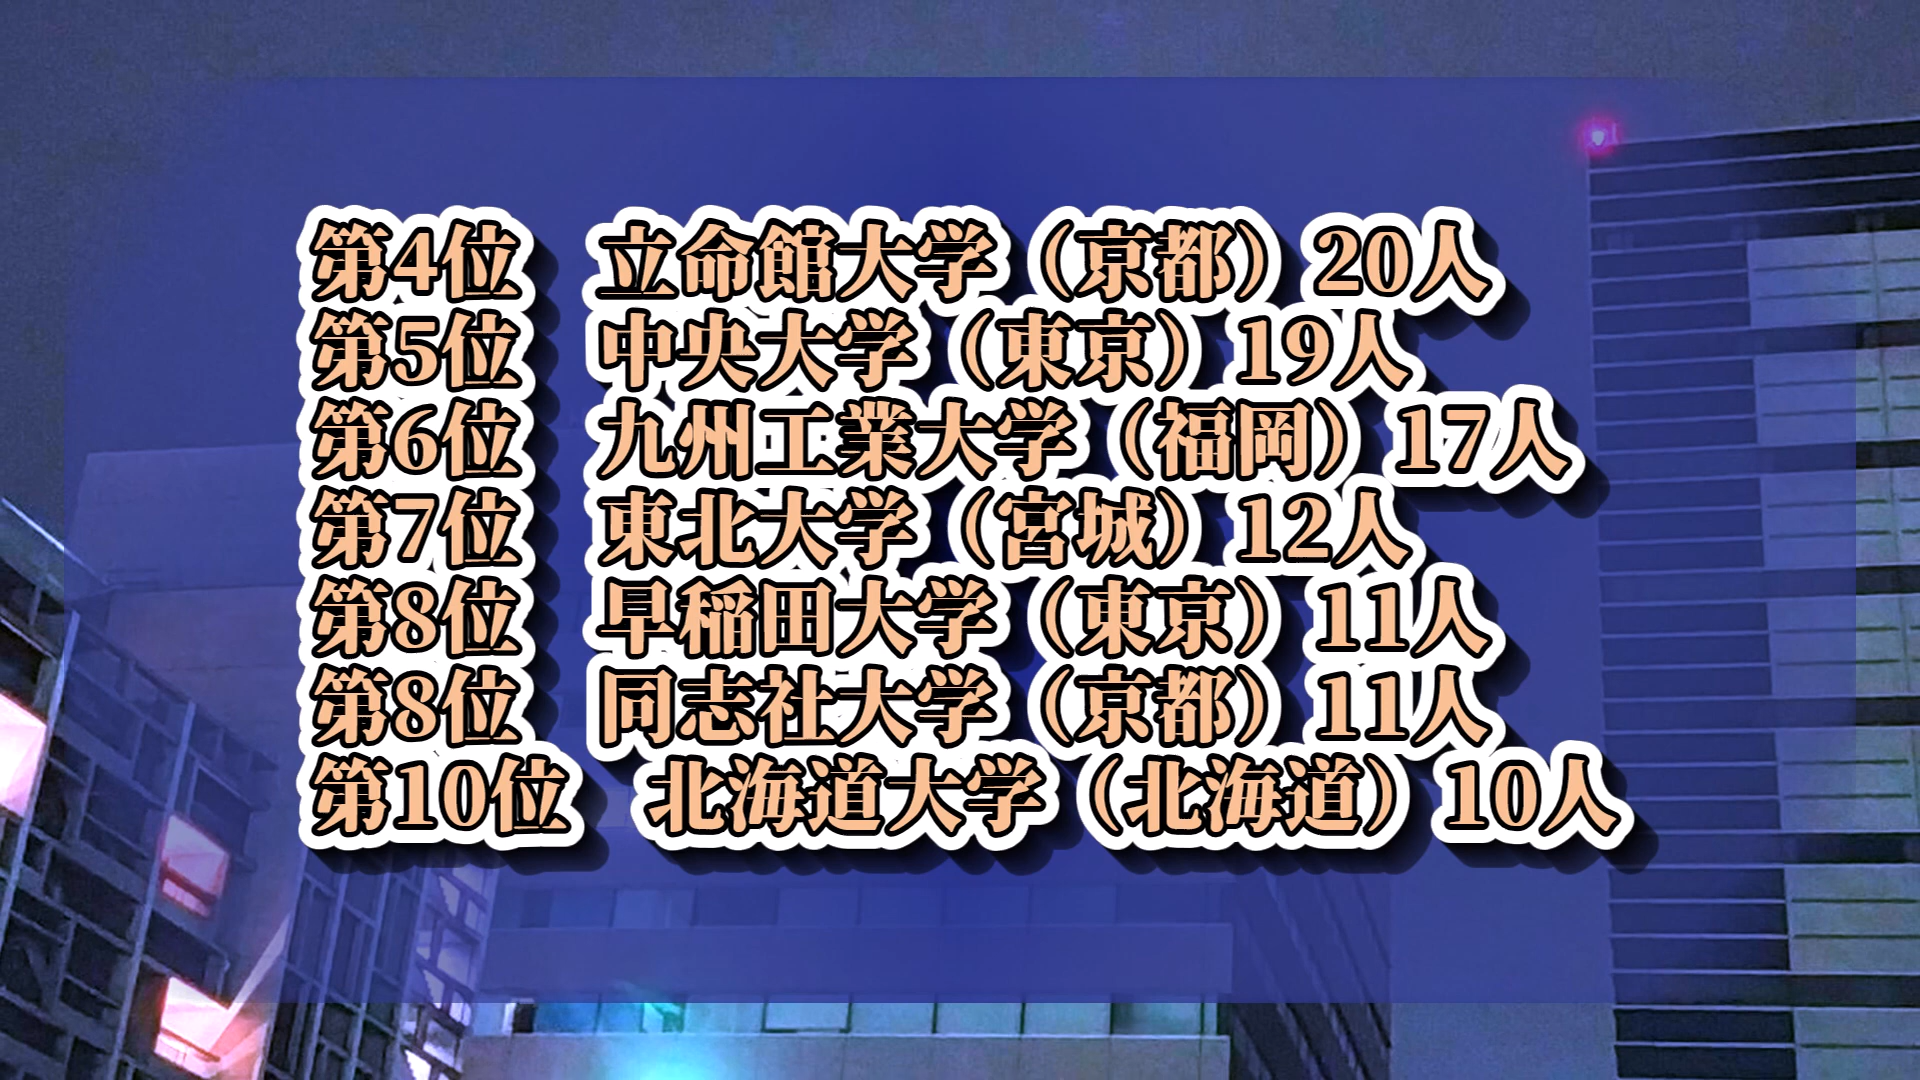 第4位　立命館大学（京都）20人
第5位　中央大学（東京）19人
第6位　九州工業大学（福岡）17人
第7位　東北大学（宮城）12人
第8位　早稲田大学（東京）11人
第8位　同志社大学（京都）11人
第10位　北海道大学（北海道）10人